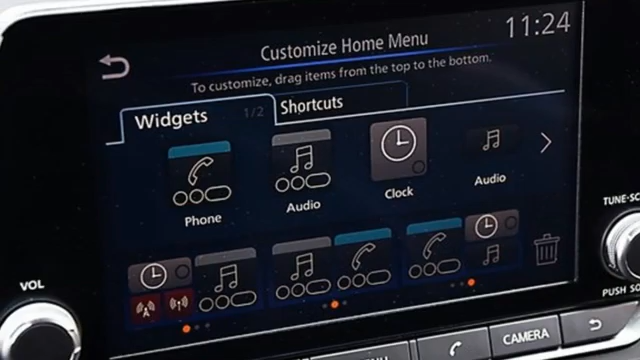 11:24
Customize Home Menu
To customize, drag items from the top to the bottom.
Widgets 1/2 Shortcuts
Phone Audio Clock Audio
VOL
TUNE-SC
PUSH SO
CAMERA